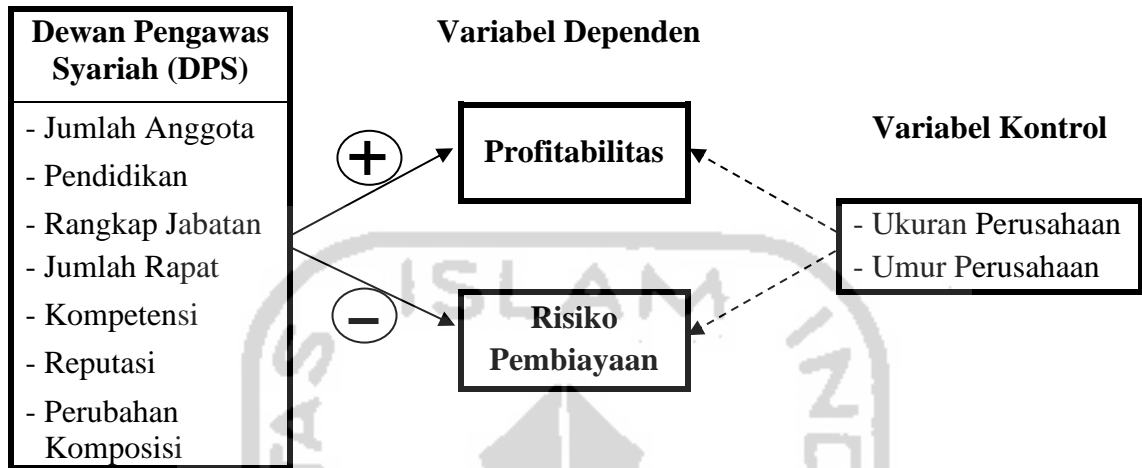 Dewan Pengawas
Syariah (DPS)
- Jumlah Anggota
- Pendidikan
- Rangkap Jabatan
- Jumlah Rapat
- Kompetensi
- Reputasi
- Perubahan
Komposisi
Variabel Dependen
+
Profitabilitas
−
Risiko
Pembiayaan
Variabel Kontrol
- Ukuran Perusahaan
- Umur Perusahaan
ISLAM